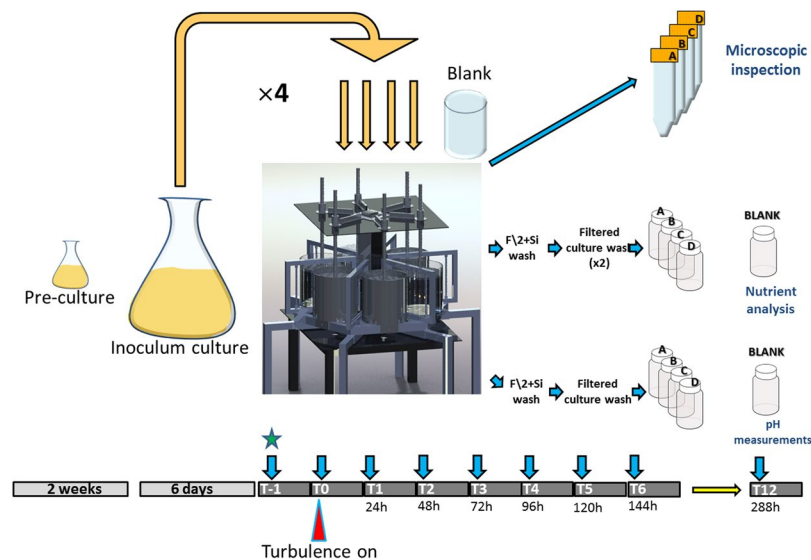 ×4
Blank
Microscopic
inspection
A
B
C
D
Pre-culture
Inoculum culture
F\2+Si
wash
Filtered
culture wash
(x2)
A
B
C
D
BLANK
Nutrient
analysis
F\2+Si
wash
Filtered
culture wash
A
B
C
D
BLANK
pH
measurements
2 weeks
6 days
T-1
T0
T1
T2
T3
T4
T5
T6
T12
24h
48h
72h
96h
120h
144h
288h
Turbulence on